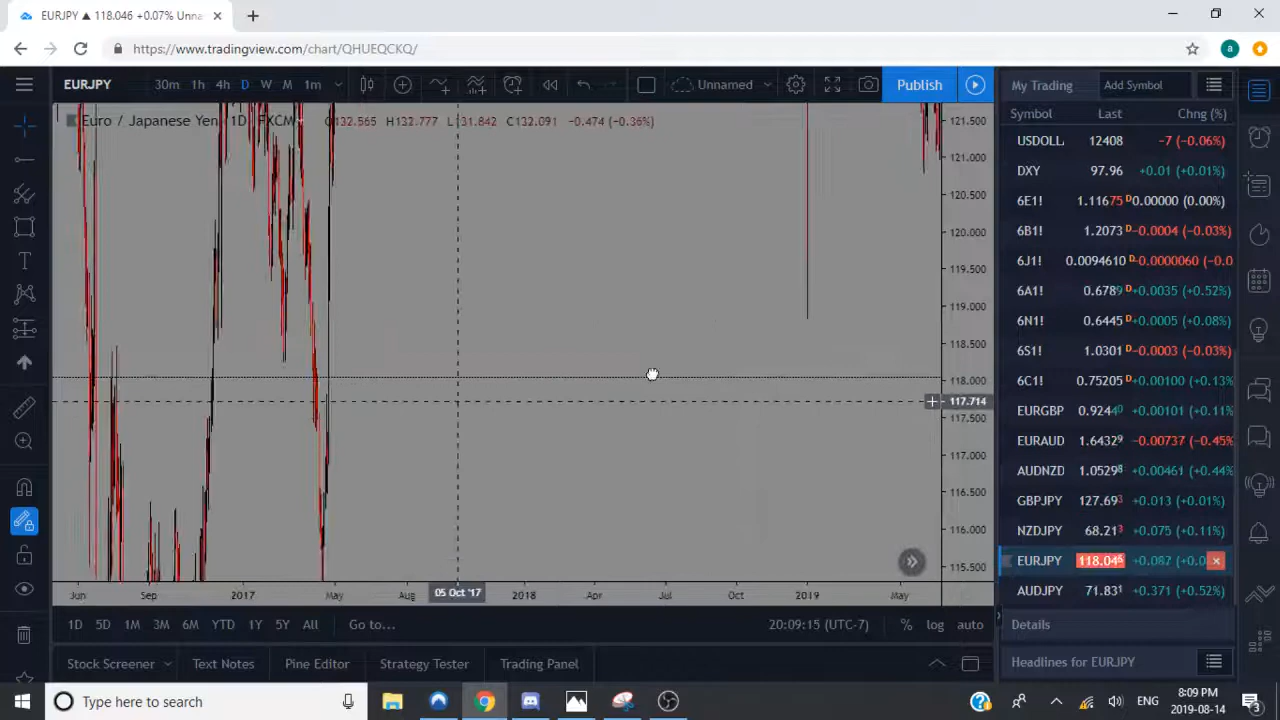 EURJPY ▲ 118.046 +0.07% Unna
https://www.tradingview.com/chart/QHUEQCKQ/
a
EURJPY 30m 1h 4h D W M 1m Unnamed Publish My Trading Add Symbol
Euro / Japanese Yen, 1D, FXCM O132.565 H132.777 L131.842 C132.091 −0.474 (−0.36%)
Symbol Last Chng (%)
USDOLL 12408 −7 (−0.06%)
DXY 97.96 +0.01 (+0.01%)
6E1! 1.11675 D 0.00000 (0.00%)
6B1! 1.2073 D −0.0004 (−0.03%)
6J1! 0.0094610 D −0.0000060 (−0.0
6A1! 0.6789 D +0.0035 (+0.52%)
6N1! 0.6445 D +0.0005 (+0.08%)
6S1! 1.0301 D −0.0003 (−0.03%)
6C1! 0.75205 D +0.00100 (+0.13%
EURGBP 0.9244⁰ +0.00101 (+0.11%
EURAUD 1.6432⁹ −0.00737 (−0.45%
AUDNZD 1.0529⁸ +0.00461 (+0.44%
GBPJPY 127.69³ +0.013 (+0.01%)
NZDJPY 68.21³ +0.075 (+0.11%)
EURJPY 118.04⁶ +0.082 (+0.0
AUDJPY 71.83¹ +0.371 (+0.52%)
121.500
121.000
120.500
120.000
119.500
119.000
118.500
118.000
117.714
117.500
117.000
116.500
116.000
115.500
Jun Sep 2017 May Aug 05 Oct '17 2018 Apr Jul Oct 2019 May
1D 5D 1M 3M 6M YTD 1Y 5Y All Go to... 20:09:15 (UTC-7) % log auto
Details
Stock Screener Text Notes Pine Editor Strategy Tester Trading Panel
Headlines for EURJPY
Type here to search
ENG
8:09 PM
2019-08-14
3